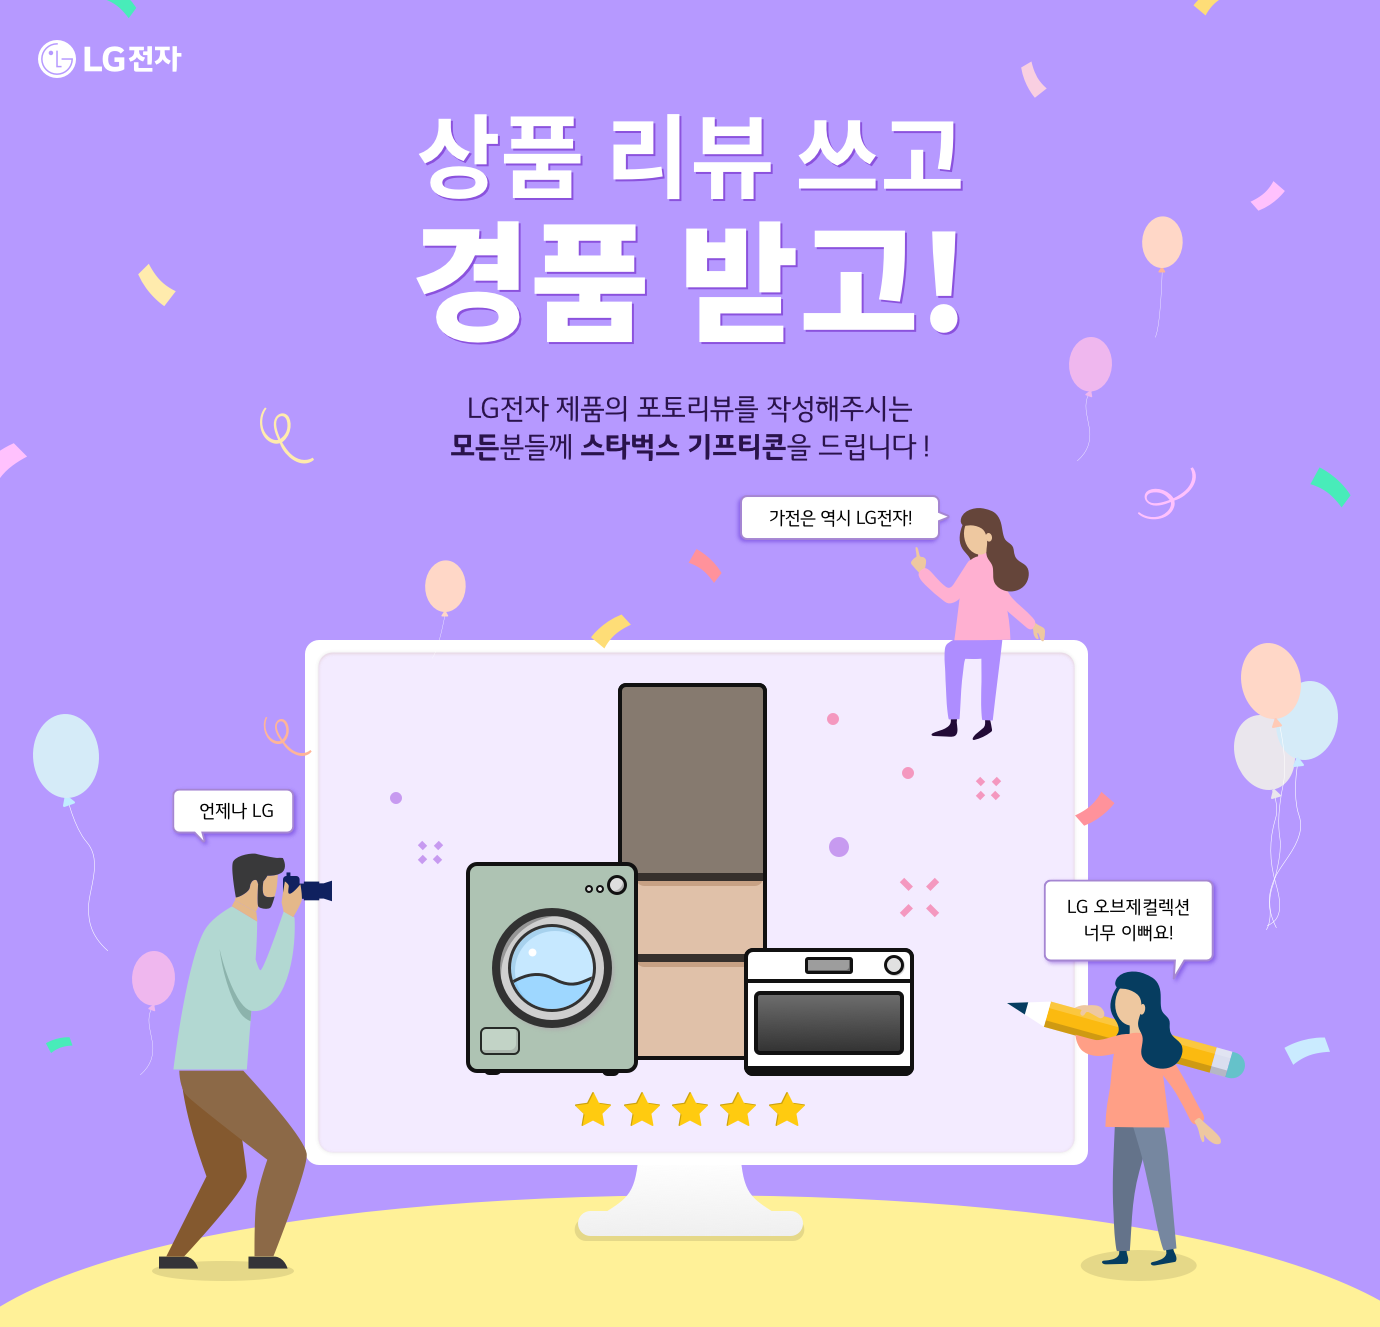 LG전자
상품 리뷰 쓰고
경품 받고!
LG전자 제품의 포토리뷰를 작성해주시는
모든분들께 스타벅스 기프티콘을 드립니다 !
가전은 역시 LG전자!
언제나 LG
LG 오브제컬렉션
너무 이뻐요!